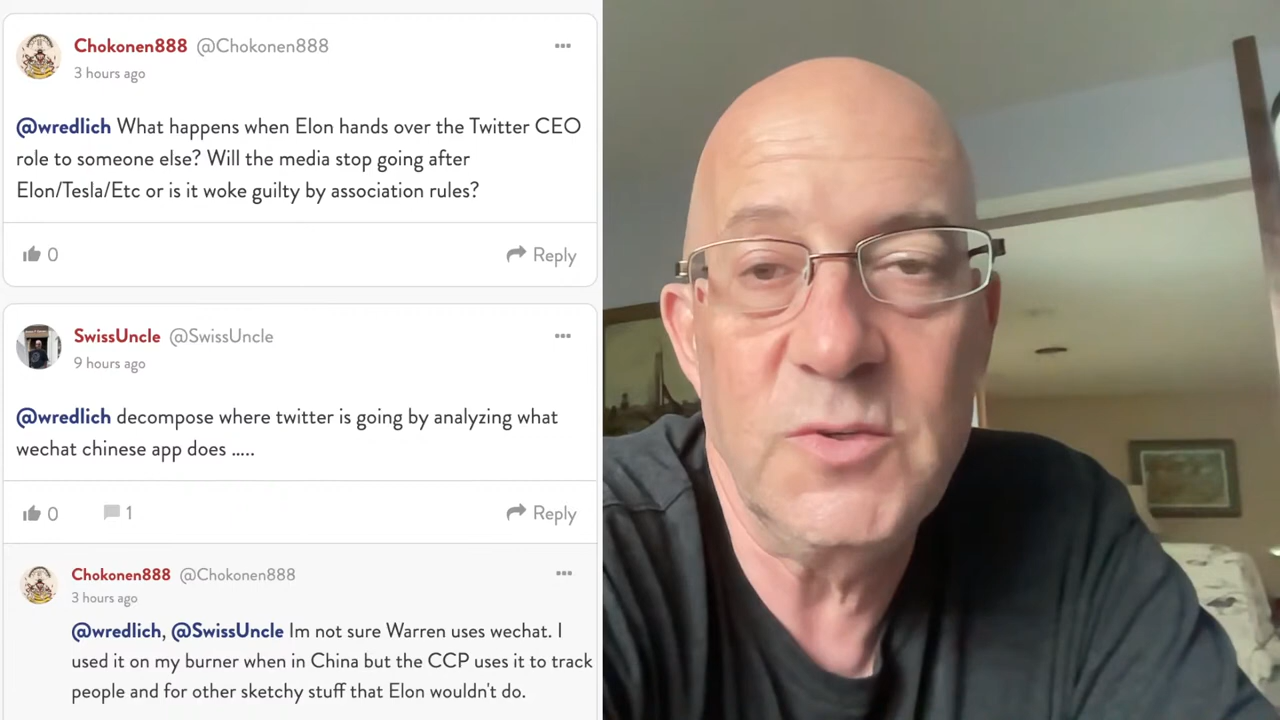 Chokonen888 @Chokonen888
3 hours ago
@wredlich What happens when Elon hands over the Twitter CEO
role to someone else? Will the media stop going after
Elon/Tesla/Etc or is it woke guilty by association rules?
0 Reply
SwissUncle @SwissUncle
9 hours ago
@wredlich decompose where twitter is going by analyzing what
wechat chinese app does .....
0 1 Reply
Chokonen888 @Chokonen888
3 hours ago
@wredlich, @SwissUncle Im not sure Warren uses wechat. I
used it on my burner when in China but the CCP uses it to track
people and for other sketchy stuff that Elon wouldn't do.